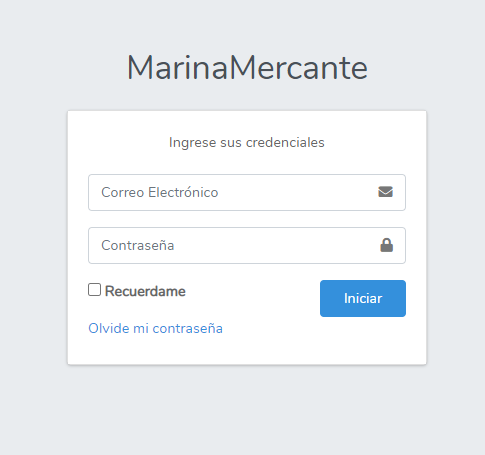 MarinaMercante
Ingrese sus credenciales
Correo Electrónico
Contraseña
Recuerdame
Iniciar
Olvide mi contraseña